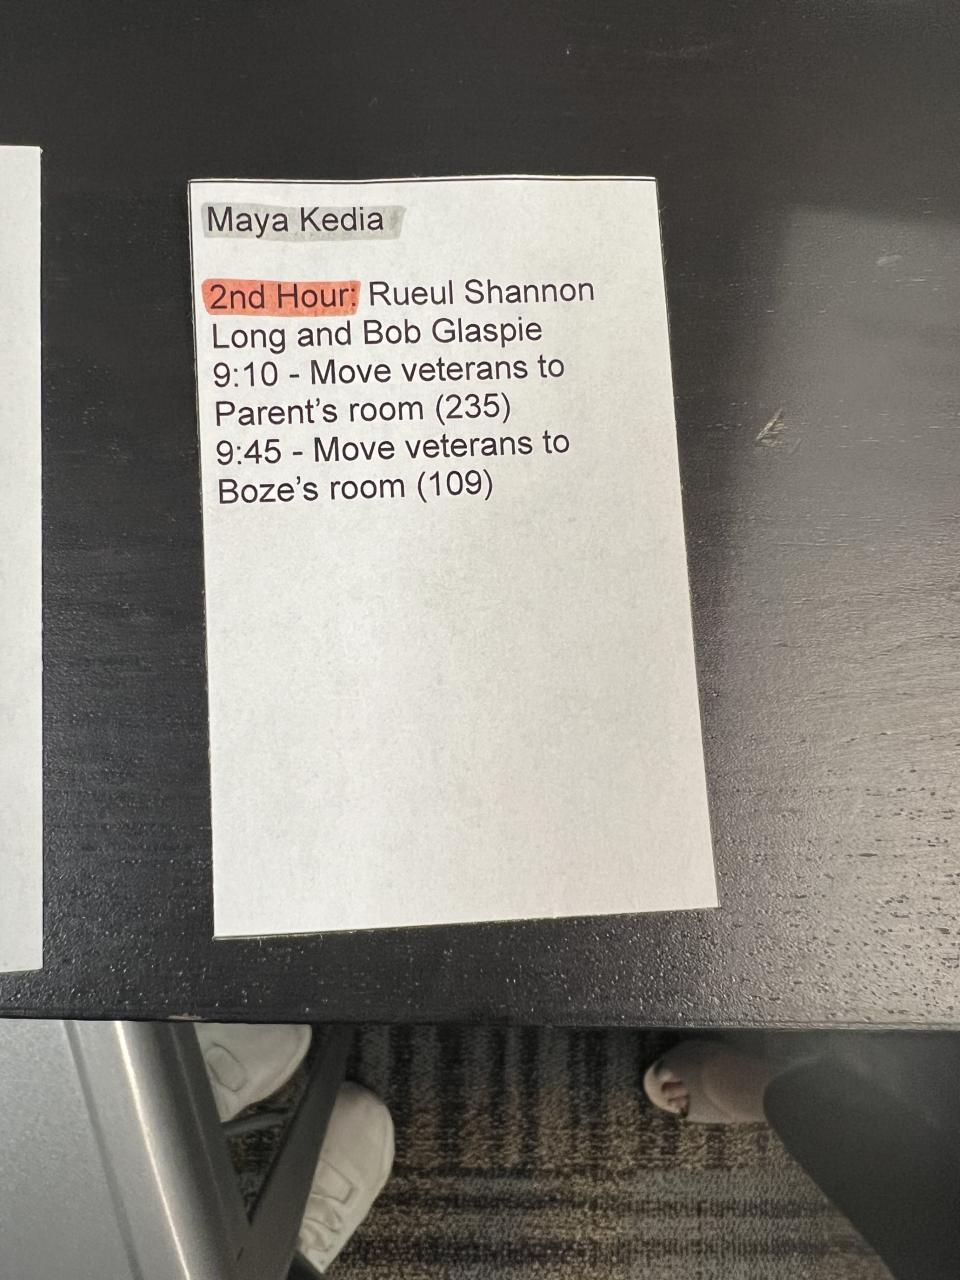 Maya Kedia
2nd Hour: Rueul Shannon
Long and Bob Glaspie
9:10 - Move veterans to
Parent's room (235)
9:45 - Move veterans to
Boze's room (109)